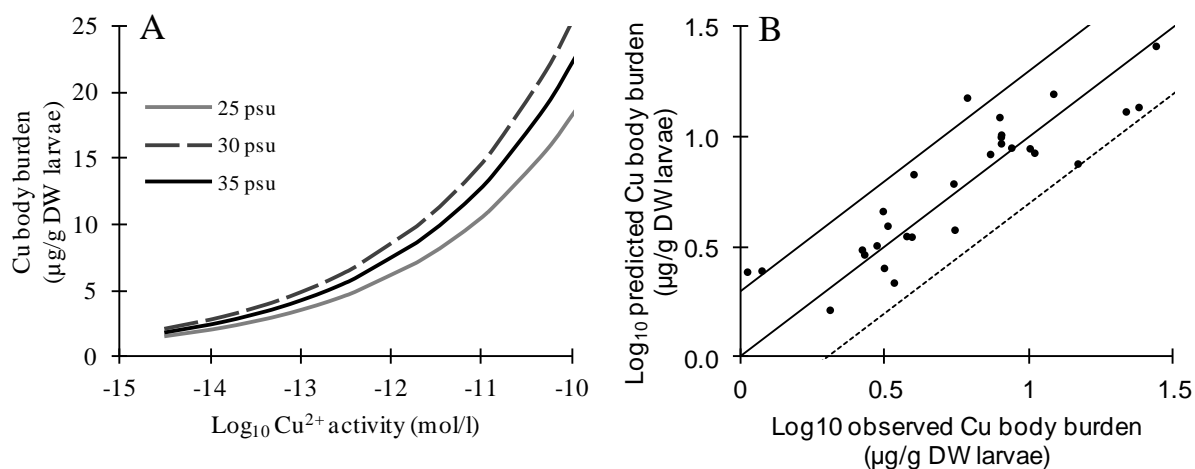 A
Cu body burden
(µg/g DW larvae)
25
20
15
10
5
0
25 psu
30 psu
35 psu
-15
-14
-13
-12
-11
-10
Log10 Cu2+ activity (mol/l)
B
Log10 predicted Cu body burden
(µg/g DW larvae)
1.5
1.0
0.5
0.0
0
0.5
1
1.5
Log10 observed Cu body burden
(µg/g DW larvae)